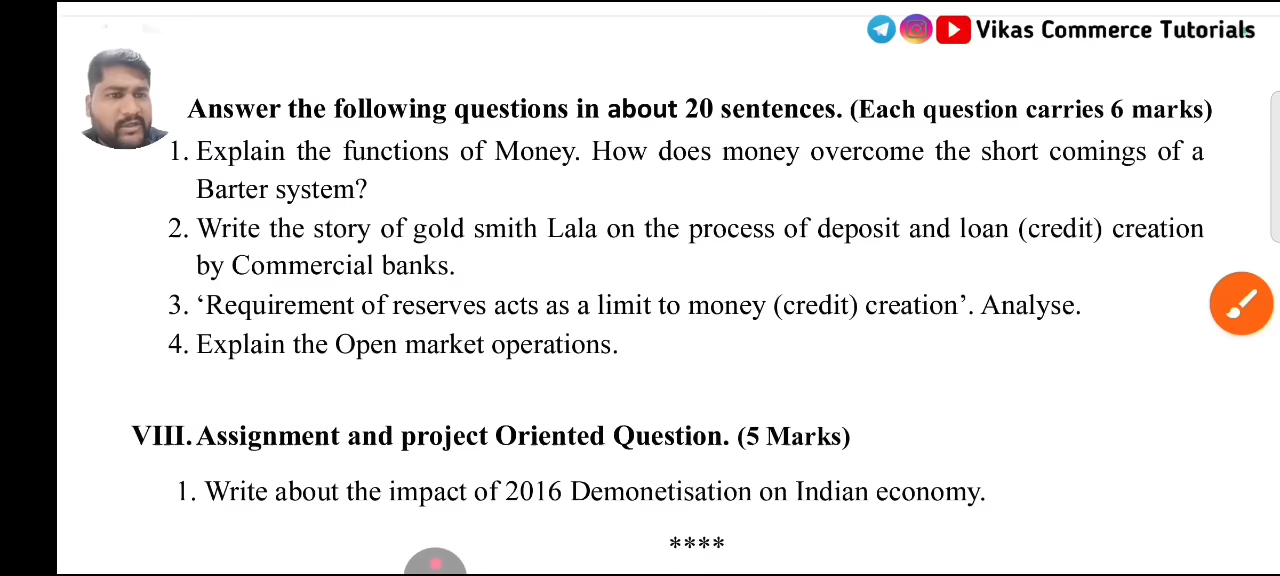 Vikas Commerce Tutorials
Answer the following questions in about 20 sentences. (Each question carries 6 marks)
1. Explain the functions of Money. How does money overcome the short comings of a
Barter system?
2. Write the story of gold smith Lala on the process of deposit and loan (credit) creation
by Commercial banks.
3. ‘Requirement of reserves acts as a limit to money (credit) creation’. Analyse.
4. Explain the Open market operations.
VIII. Assignment and project Oriented Question. (5 Marks)
1. Write about the impact of 2016 Demonetisation on Indian economy.
****